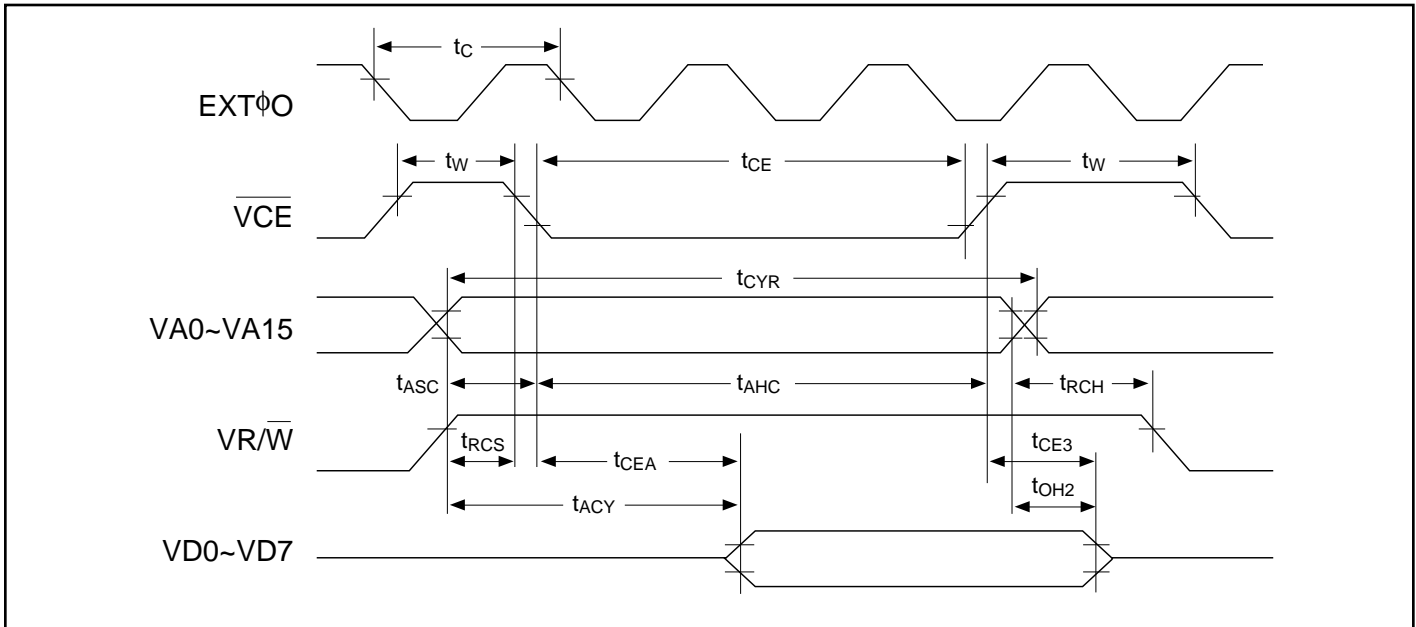 tC
EXTϕO
tW tCE tW
VCE
tCYR
VA0~VA15
tASC tAHC tRCH
VR/W
tRCS tCEA tCE3
tACY tOH2
VD0~VD7